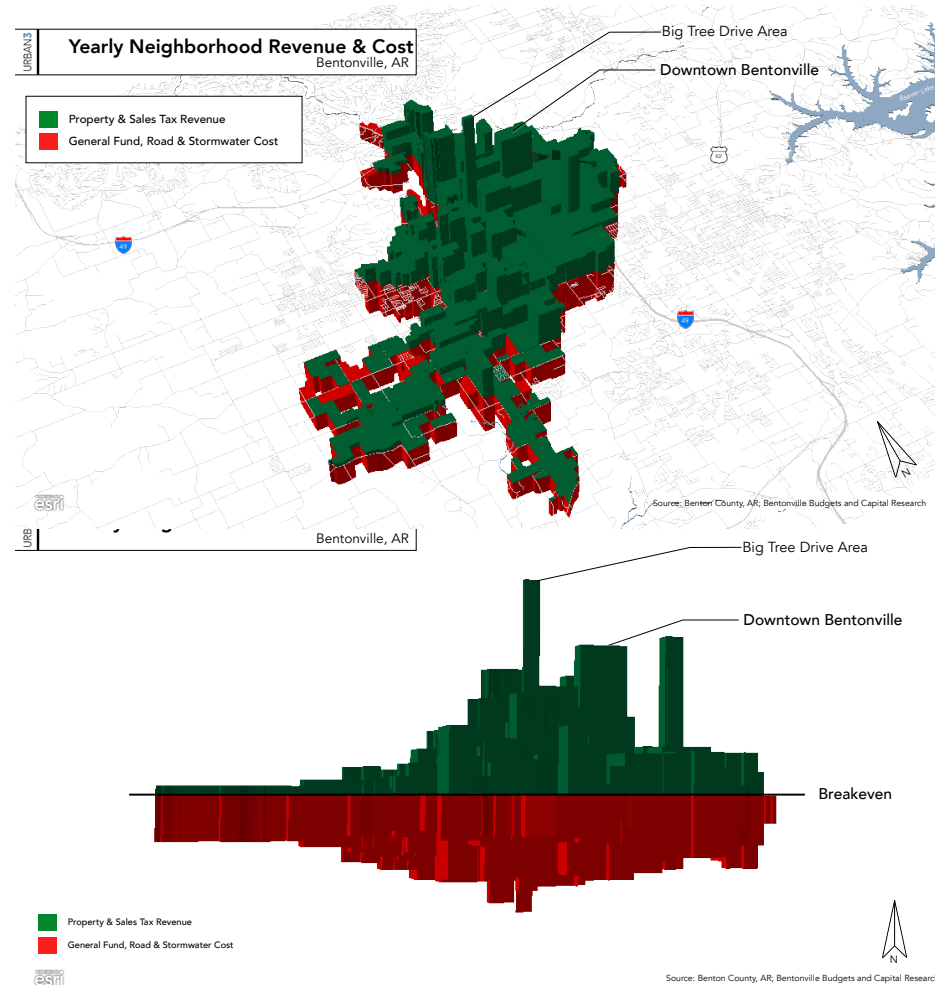 URBAN3
Yearly Neighborhood Revenue & Cost
Bentonville, AR
Big Tree Drive Area
Downtown Bentonville
Property & Sales Tax Revenue
General Fund, Road & Stormwater Cost
Beaver Lake
62
49
49
N
esri
Source: Benton County, AR; Bentonville Budgets and Capital Research
URB
Bentonville, AR
Big Tree Drive Area
Downtown Bentonville
Breakeven
Property & Sales Tax Revenue
General Fund, Road & Stormwater Cost
N
esri
Source: Benton County, AR; Bentonville Budgets and Capital Research